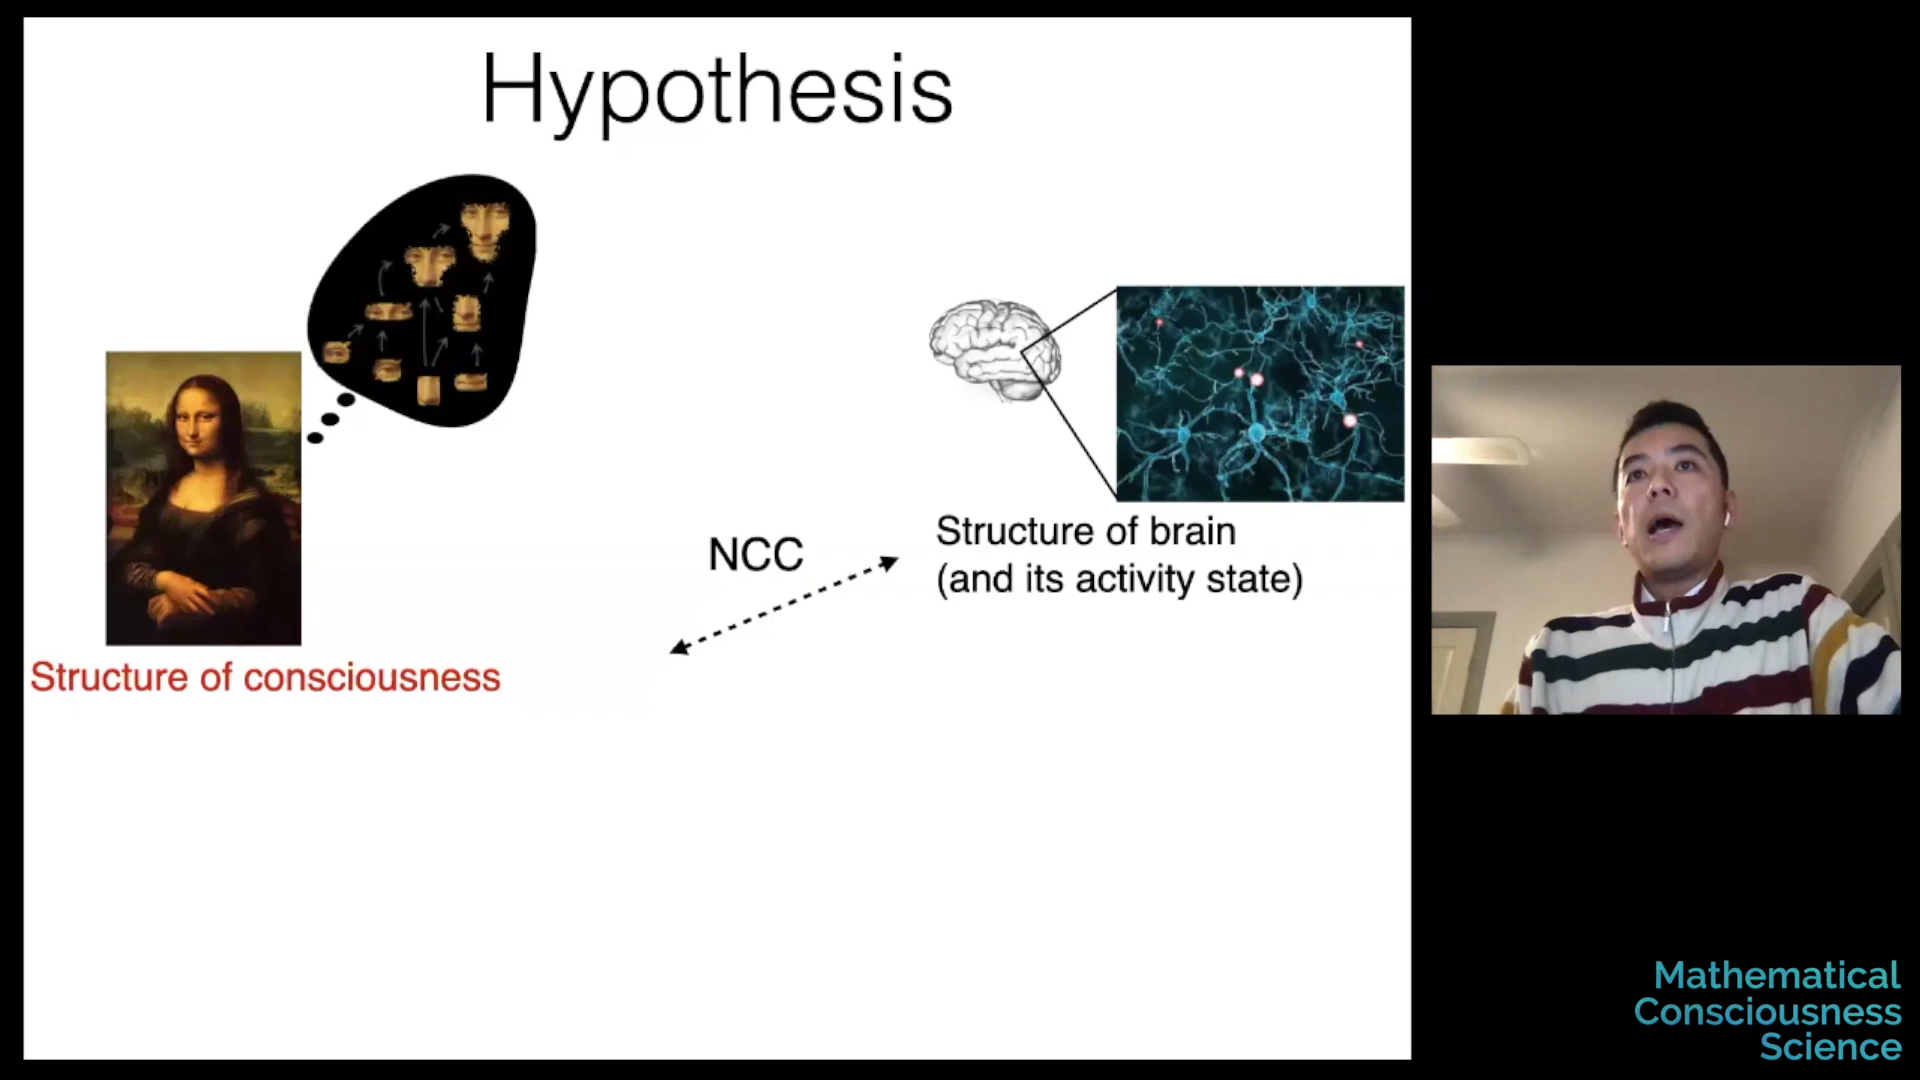 Hypothesis
NCC
Structure of brain
(and its activity state)
Structure of consciousness
Mathematical
Consciousness
Science